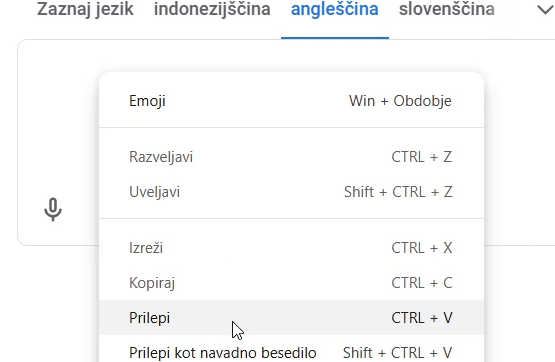 Zaznaj jezik indonezijščina angleščina slovenščina
Emoji Win + Obdobje
Razveljavi CTRL + Z
Uveljavi Shift + CTRL + Z
Izreži CTRL + X
Kopiraj CTRL + C
Prilepi CTRL + V
Prilepi kot navadno besedilo Shift + CTRL + V